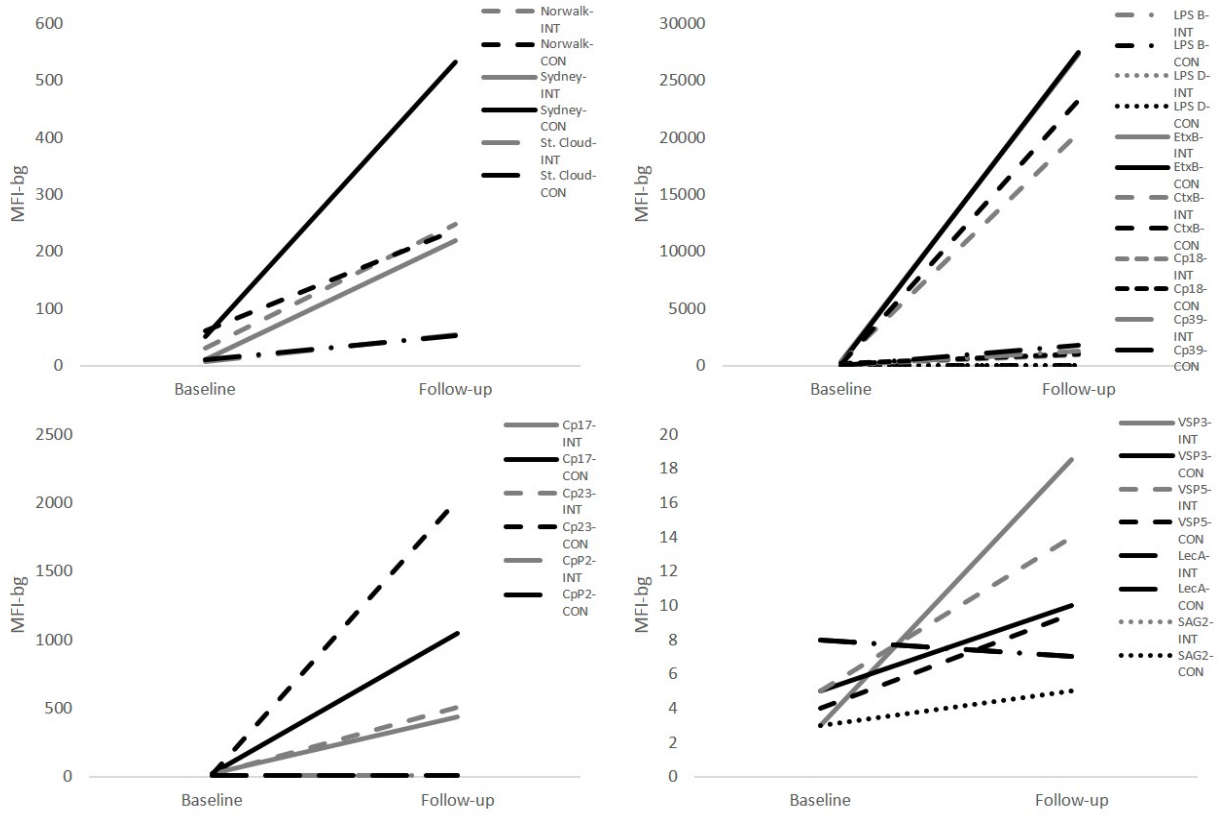 600
500
400
300
200
100
0
MFI-bg
Baseline
Follow-up
Norwalk-
INT
Norwalk-
CON
Sydney-
INT
Sydney-
CON
St. Cloud-
INT
St. Cloud-
CON
30000
25000
20000
15000
10000
5000
0
MFI-bg
Baseline
Follow-up
LPS B-
INT
LPS B-
CON
LPS D-
INT
LPS D-
CON
EtxB-
INT
EtxB-
CON
CtxB-
INT
CtxB-
CON
Cp18-
INT
Cp18-
CON
Cp39-
INT
Cp39-
CON
2500
2000
1500
1000
500
0
MFI-bg
Baseline
Follow-up
Cp17-
INT
Cp17-
CON
Cp23-
INT
Cp23-
CON
CpP2-
INT
CpP2-
CON
20
18
16
14
12
10
8
6
4
2
0
MFI-bg
Baseline
Follow-up
VSP3-
INT
VSP3-
CON
VSP5-
INT
VSP5-
CON
LecA-
INT
LecA-
CON
SAG2-
INT
SAG2-
CON